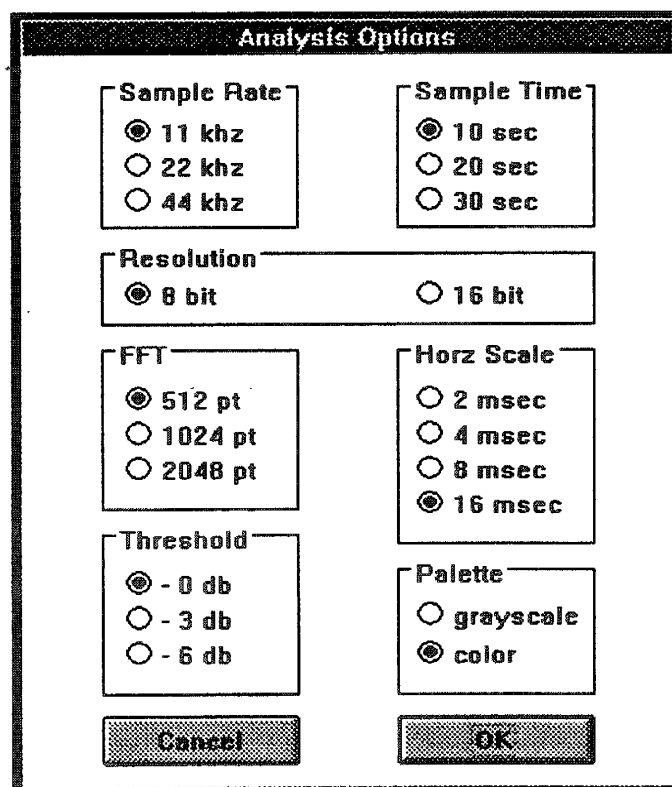 Analysis Options
Sample Rate
11 khz
22 khz
44 khz
Sample Time
10 sec
20 sec
30 sec
Resolution
8 bit
16 bit
FFT
512 pt
1024 pt
2048 pt
Horz Scale
2 msec
4 msec
8 msec
16 msec
Threshold
- 0 db
- 3 db
- 6 db
Palette
grayscale
color
Cancel
OK